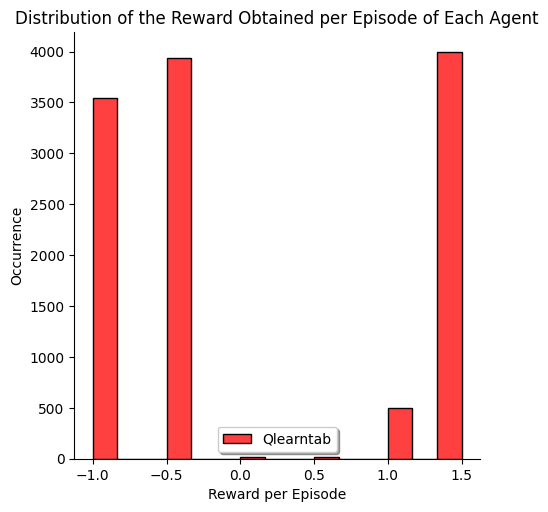 Distribution of the Reward Obtained per Episode of Each Agent
4000
3500
3000
2500
2000
1500
1000
500
0
Occurrence
Qlearntab
−1.0 −0.5 0.0 0.5 1.0 1.5
Reward per Episode